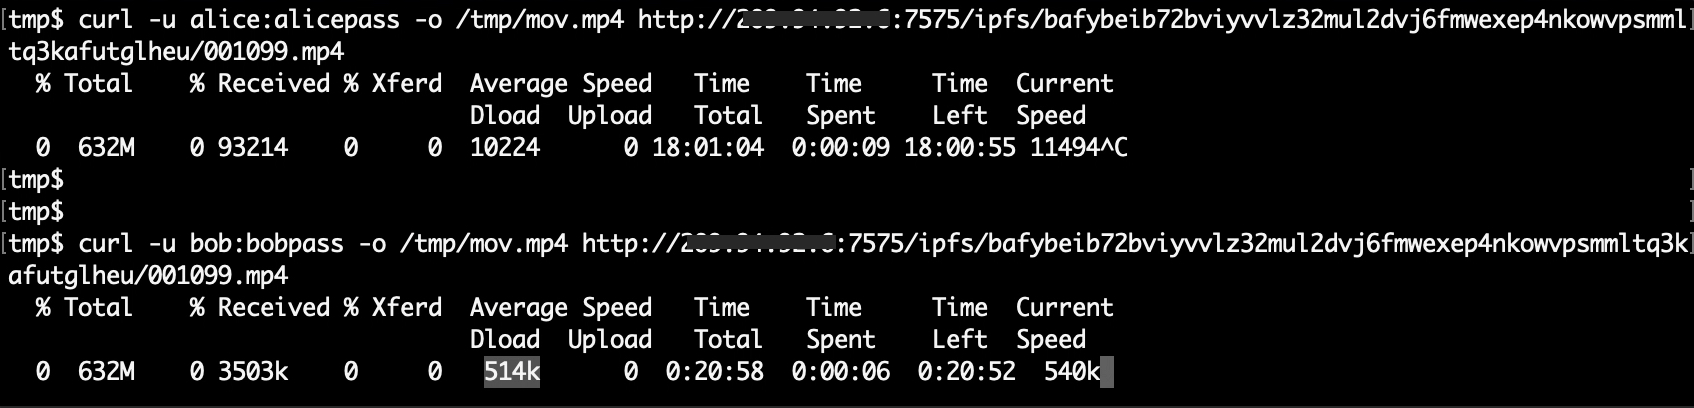 [tmp$ curl -u alice:alicepass -o /tmp/mov.mp4 http:// :7575/ipfs/bafybeib72bviyvvlz32mul2dvj6fmwexep4nkowvpsmml]
tq3kafutglheu/001099.mp4
% Total % Received % Xferd Average Speed Time Time Time Current
Dload Upload Total Spent Left Speed
0 632M 0 93214 0 0 10224 0 18:01:04 0:00:09 18:00:55 11494^C
[tmp$ ]
[tmp$ ]
[tmp$ curl -u bob:bobpass -o /tmp/mov.mp4 http:// :7575/ipfs/bafybeib72bviyvvlz32mul2dvj6fmwexep4nkowvpsmmltq3k]
afutglheu/001099.mp4
% Total % Received % Xferd Average Speed Time Time Time Current
Dload Upload Total Spent Left Speed
0 632M 0 3503k 0 0 514k 0 0:20:58 0:00:06 0:20:52 540k